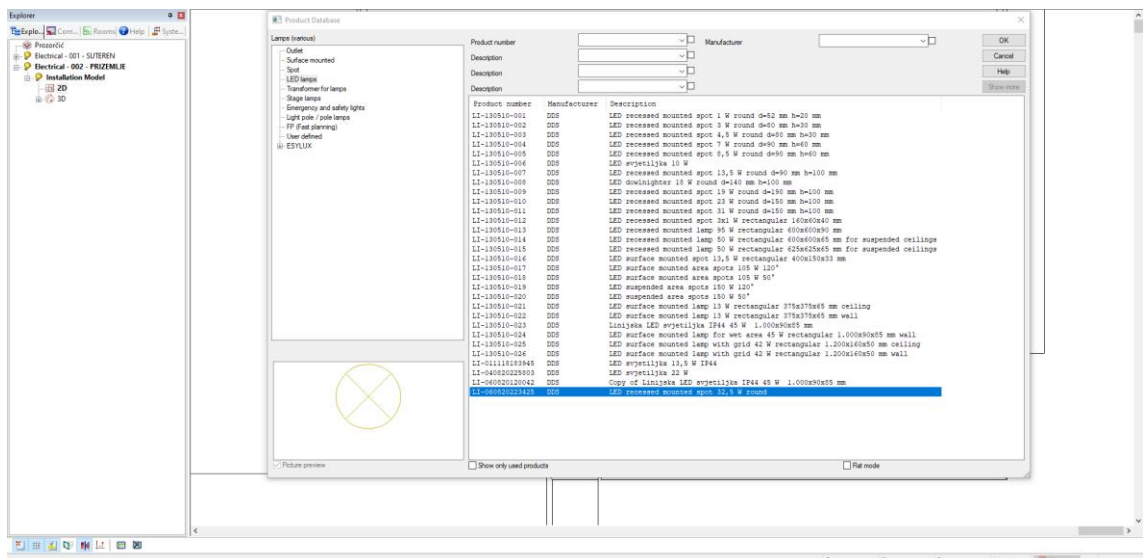 Explorer
Explo... Com... Rooms Help Syste...
Prozorčić
Electrical - 001 - SUTEREN
Electrical - 002 - PRIZEMLJE
Installation Model
2D
3D
Product Database
Lamps (various)
Outlet
Surface mounted
Spot
LED lamps
Transformer for lamps
Stage lamps
Emergency and safety lights
Light pole / pole lamps
FP (Fast planning)
User defined
ESYLUX
Picture preview
Product number
Manufacturer
Description
Description
Description
OK
Cancel
Help
Show more
Product number Manufacturer Description
LI-130510-001 DDS LED recessed mounted spot 1 W round d=52 mm h=20 mm
LI-130510-002 DDS LED recessed mounted spot 3 W round d=80 mm h=30 mm
LI-130510-003 DDS LED recessed mounted spot 4,5 W round d=80 mm h=30 mm
LI-130510-004 DDS LED recessed mounted spot 7 W round d=90 mm h=60 mm
LI-130510-005 DDS LED recessed mounted spot 8,5 W round d=90 mm h=60 mm
LI-130510-006 DDS LED svjetiljka 10 W
LI-130510-007 DDS LED recessed mounted spot 13,5 W round d=90 mm h=100 mm
LI-130510-008 DDS LED dowlnighter 18 W round d=140 mm h=100 mm
LI-130510-009 DDS LED recessed mounted spot 19 W round d=190 mm h=100 mm
LI-130510-010 DDS LED recessed mounted spot 23 W round d=150 mm h=100 mm
LI-130510-011 DDS LED recessed mounted spot 31 W round d=150 mm h=100 mm
LI-130510-012 DDS LED recessed mounted spot 3x1 W rectangular 160x60x40 mm
LI-130510-013 DDS LED recessed mounted lamp 95 W rectangular 600x600x90 mm
LI-130510-014 DDS LED recessed mounted lamp 50 W rectangular 600x600x65 mm for suspended ceilings
LI-130510-015 DDS LED recessed mounted lamp 50 W rectangular 625x625x65 mm for suspended ceilings
LI-130510-016 DDS LED surface mounted spot 13,5 W rectangular 400x150x33 mm
LI-130510-017 DDS LED surface mounted area spots 105 W 120°
LI-130510-018 DDS LED surface mounted area spots 105 W 50°
LI-130510-019 DDS LED suspended area spots 150 W 120°
LI-130510-020 DDS LED suspended area spots 150 W 50°
LI-130510-021 DDS LED surface mounted lamp 13 W rectangular 375x375x65 mm ceiling
LI-130510-022 DDS LED surface mounted lamp 13 W rectangular 375x375x65 mm wall
LI-130510-023 DDS Linijska LED svjetiljka IP44 45 W 1.000x90x85 mm
LI-130510-024 DDS LED surface mounted lamp for wet area 45 W rectangular 1.000x90x85 mm wall
LI-130510-025 DDS LED surface mounted lamp with grid 42 W rectangular 1.200x160x50 mm ceiling
LI-130510-026 DDS LED surface mounted lamp with grid 42 W rectangular 1.200x160x50 mm wall
LI-011118183945 DDS LED svjetiljka 13,5 W IP44
LI-040820225803 DDS LED svjetiljka 22 W
LI-060820120042 DDS Copy of Linijska LED svjetiljka IP44 45 W 1.000x90x85 mm
LI-060820223425 DDS LED recessed mounted spot 32,5 W round
Show only used products
Flat mode